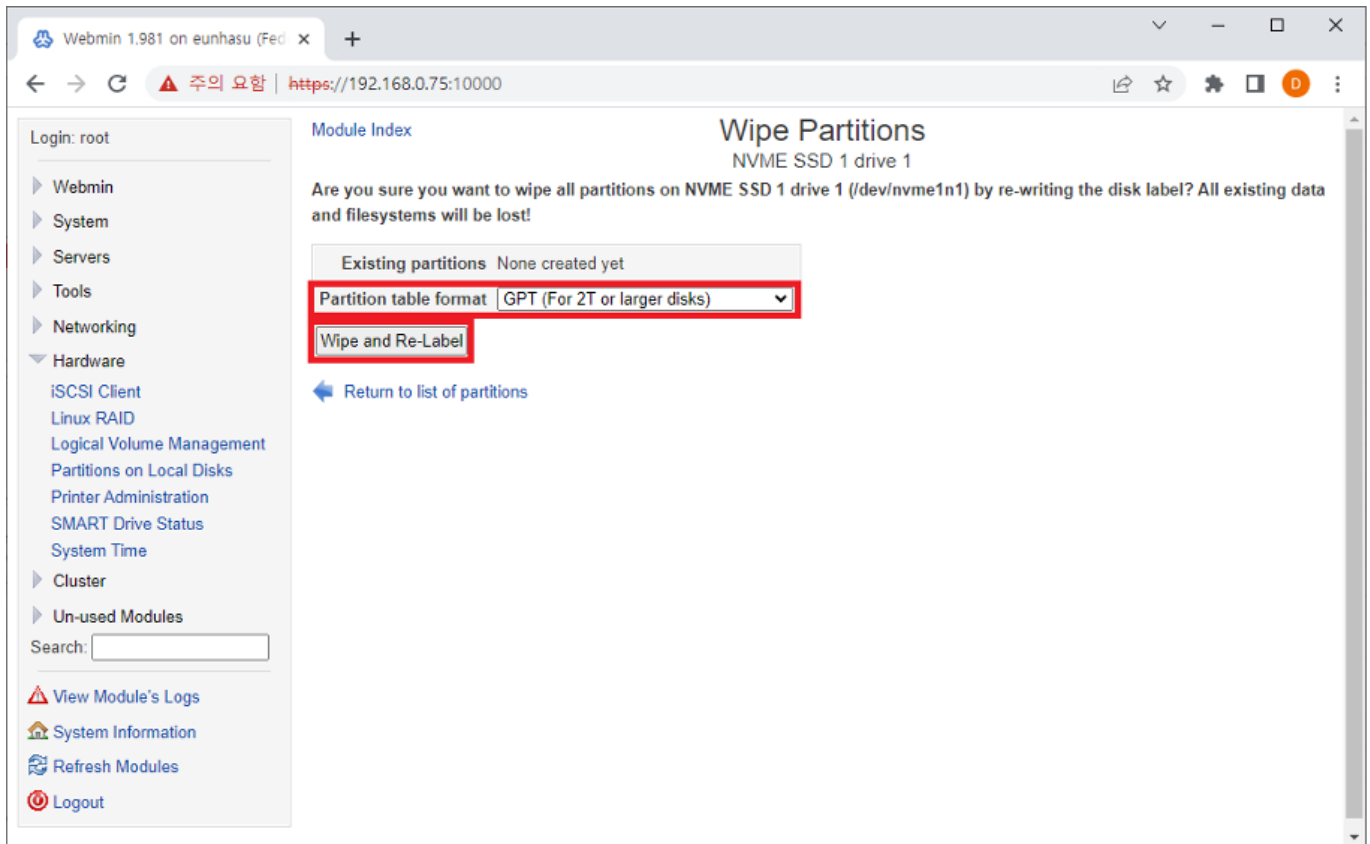 Webmin 1.981 on eunhasu (Fed
주의 요함 https://192.168.0.75:10000
D
Login: root
Webmin
System
Servers
Tools
Networking
Hardware
iSCSI Client
Linux RAID
Logical Volume Management
Partitions on Local Disks
Printer Administration
SMART Drive Status
System Time
Cluster
Un-used Modules
Search:
View Module's Logs
System Information
Refresh Modules
Logout
Module Index
Wipe Partitions
NVME SSD 1 drive 1
Are you sure you want to wipe all partitions on NVME SSD 1 drive 1 (/dev/nvme1n1) by re-writing the disk label? All existing data
and filesystems will be lost!
Existing partitions None created yet
Partition table format GPT (For 2T or larger disks)
Wipe and Re-Label
Return to list of partitions